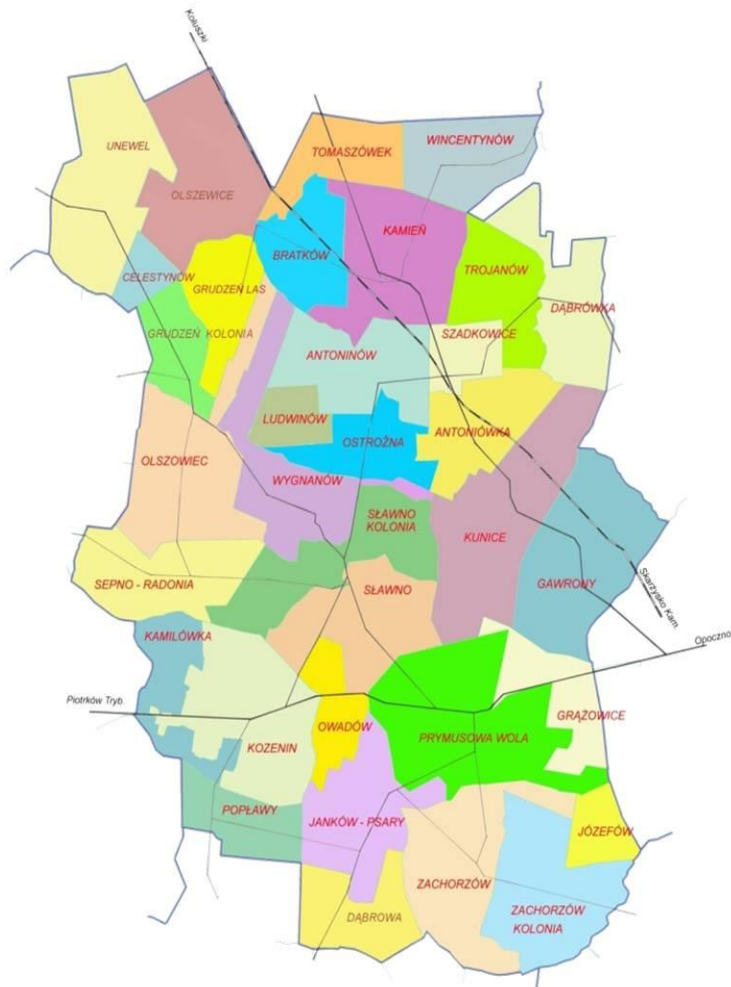 Koluszki
UNEWEL
OLSZEWICE
TOMASZÓWEK
WINCENTYNÓW
KAMIEŃ
BRATKÓW
TROJANÓW
CELESTYNÓW
GRUDZEŃ LAS
DĄBRÓWKA
GRUDZEŃ KOLONIA
SZADKOWICE
ANTONINÓW
LUDWINÓW
ANTONIÓWKA
OSTROŻNA
OLSZOWIEC
WYGNANÓW
SŁAWNO
KOLONIA
KUNICE
SEPNO - RADONIA
SŁAWNO
GAWRONY
Skarżysko Kam.
KAMILÓWKA
Opoczno
Piotrków Tryb.
OWADÓW
GRĄŻOWICE
KOZENIN
PRYMUSOWA WOLA
POPŁAWY
JANKÓW - PSARY
JÓZEFÓW
ZACHORZÓW
DĄBROWA
ZACHORZÓW
KOLONIA